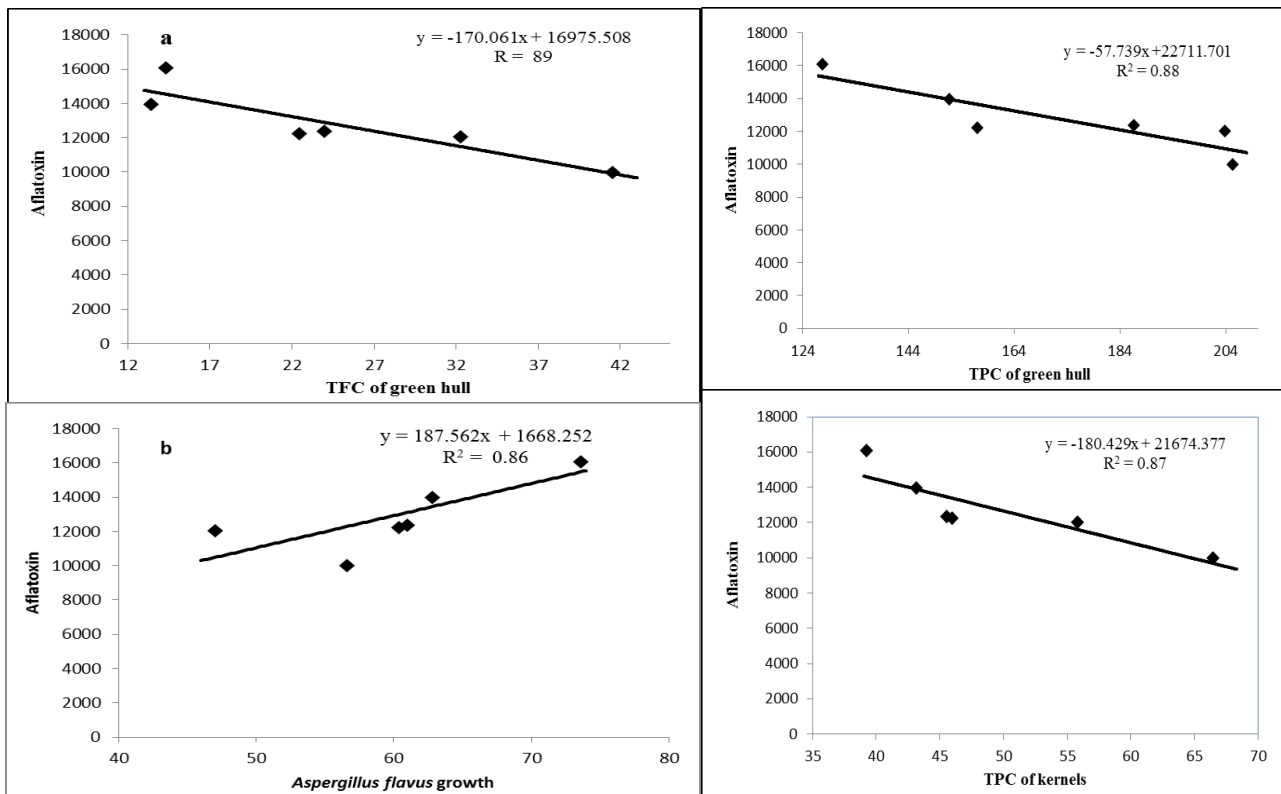 a
y = -170.061x + 16975.508
R = 89
18000
16000
14000
12000
10000
8000
6000
4000
2000
0
Aflatoxin
12 17 22 27 32 37 42
TFC of green hull
y = -57.739x +22711.701
R² = 0.88
18000
16000
14000
12000
10000
8000
6000
4000
2000
0
Aflatoxin
124 144 164 184 204
TPC of green hull
b
y = 187.562x + 1668.252
R² = 0.86
18000
16000
14000
12000
10000
8000
6000
4000
2000
0
Aflatoxin
40 50 60 70 80
Aspergillus flavus growth
y = -180.429x + 21674.377
R² = 0.87
18000
16000
14000
12000
10000
8000
6000
4000
2000
0
Aflatoxin
35 40 45 50 55 60 65 70
TPC of kernels